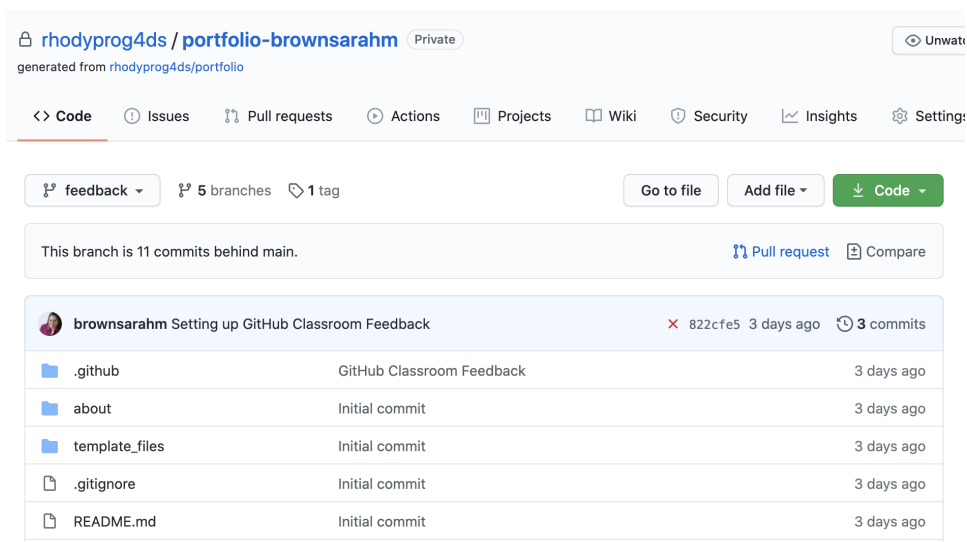 rhodyprog4ds / portfolio-brownsarahm Private
Unwatc
generated from rhodyprog4ds/portfolio
Code Issues Pull requests Actions Projects Wiki Security Insights Settings
feedback 5 branches 1 tag Go to file Add file Code
This branch is 11 commits behind main. Pull request Compare
brownsarahm Setting up GitHub Classroom Feedback 822cfe5 3 days ago 3 commits
.github GitHub Classroom Feedback 3 days ago
about Initial commit 3 days ago
template_files Initial commit 3 days ago
.gitignore Initial commit 3 days ago
README.md Initial commit 3 days ago